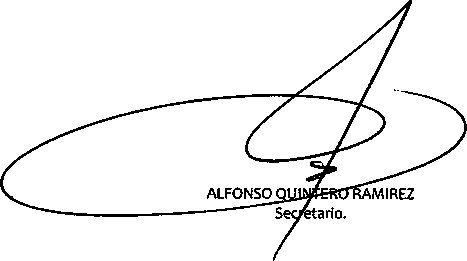 ALFONSO QUINTERO RAMIREZ
Secretario.